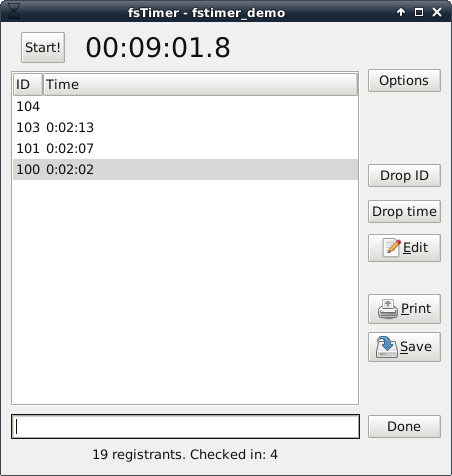 fsTimer - fstimer_demo
Start! 00:09:01.8
Options
ID Time
104
103 0:02:13
101 0:02:07
100 0:02:02
Drop ID
Drop time
Edit
Print
Save
Done
19 registrants. Checked in: 4